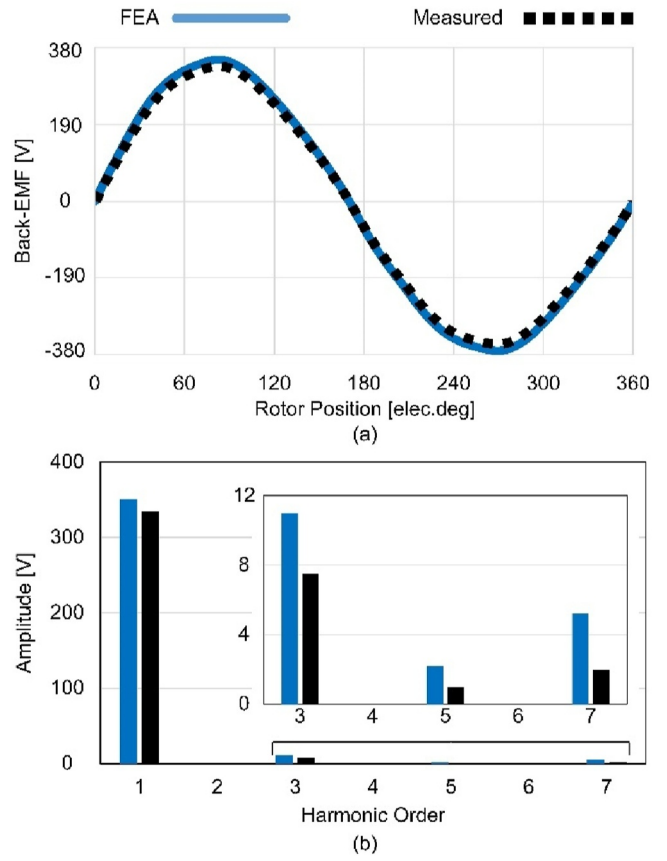 FEA Measured
380
190
0
-190
-380
Back-EMF [V]
0 60 120 180 240 300 360
Rotor Position [elec.deg]
(a)
400
300
200
100
0
Amplitude [V]
12
8
4
0
3 4 5 6 7
1 2 3 4 5 6 7
Harmonic Order
(b)